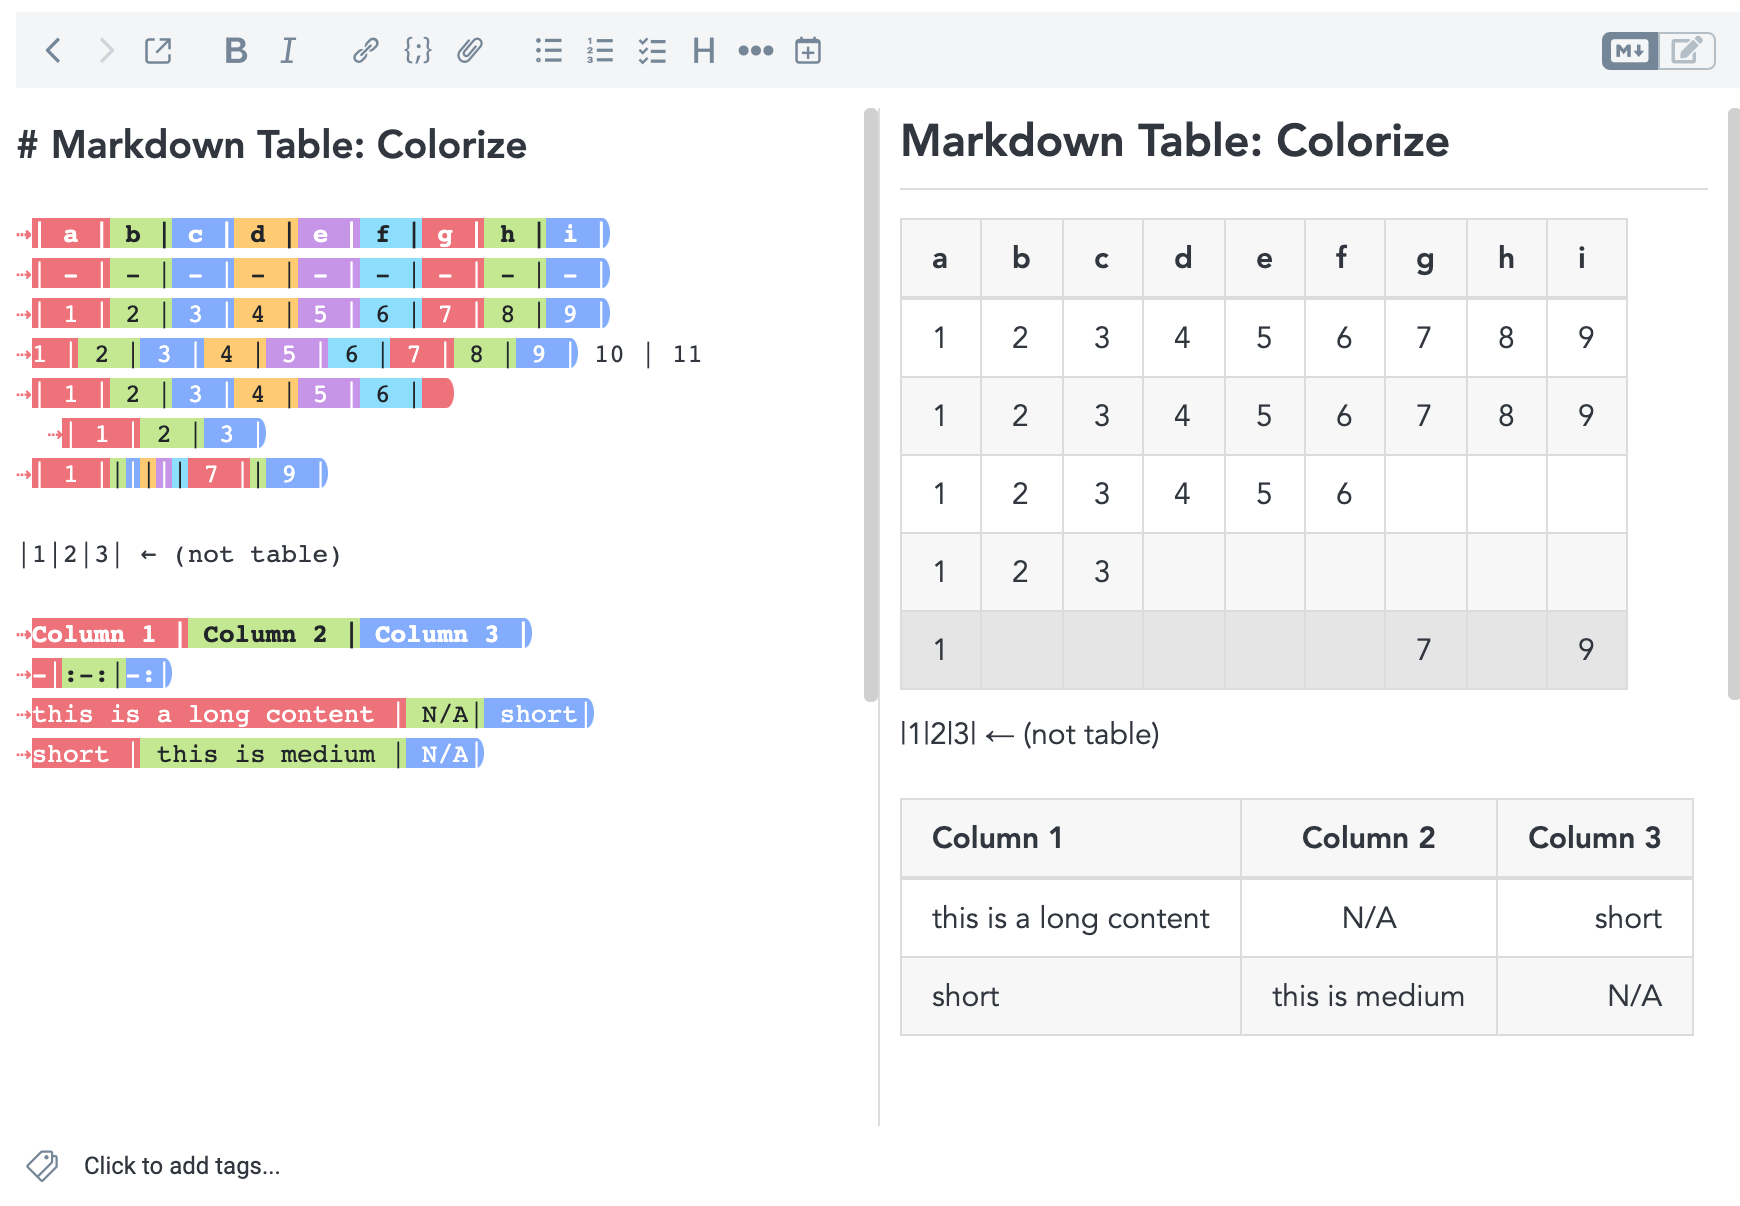 B I H M↓
# Markdown Table: Colorize
| a | b | c | d | e | f | g | h | i |
| - | - | - | - | - | - | - | - | - |
| 1 | 2 | 3 | 4 | 5 | 6 | 7 | 8 | 9 |
1 | 2 | 3 | 4 | 5 | 6 | 7 | 8 | 9 | 10 | 11
| 1 | 2 | 3 | 4 | 5 | 6 |
| 1 | 2 | 3 |
| 1 |||||| 7 || 9 |
|1|2|3| ← (not table)
Column 1 | Column 2 | Column 3 |
-|:-:|-:|
this is a long content | N/A| short|
short | this is medium | N/A|
Markdown Table: Colorize
a b c d e f g h i
1 2 3 4 5 6 7 8 9
1 2 3 4 5 6 7 8 9
1 2 3 4 5 6
1 2 3
1 7 9
|1|2|3| ← (not table)
Column 1 Column 2 Column 3
this is a long content N/A short
short this is medium N/A
Click to add tags...